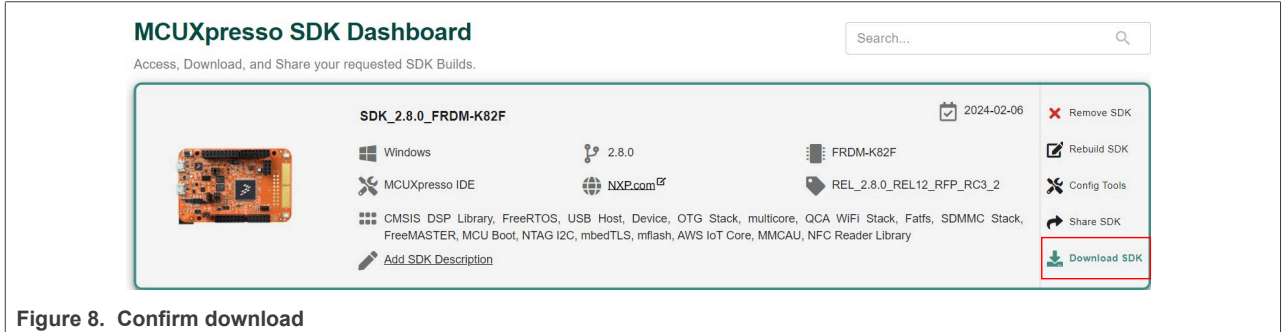 MCUXpresso SDK Dashboard
Search...
Access, Download, and Share your requested SDK Builds.
SDK_2.8.0_FRDM-K82F
2024-02-06
Remove SDK
Windows
2.8.0
FRDM-K82F
Rebuild SDK
MCUXpresso IDE
NXP.com
REL_2.8.0_REL12_RFP_RC3_2
Config Tools
CMSIS DSP Library, FreeRTOS, USB Host, Device, OTG Stack, multicore, QCA WiFi Stack, Fatfs, SDMMC Stack,
FreeMASTER, MCU Boot, NTAG I2C, mbedTLS, mflash, AWS IoT Core, MMCAU, NFC Reader Library
Share SDK
Add SDK Description
Download SDK
Figure 8. Confirm download